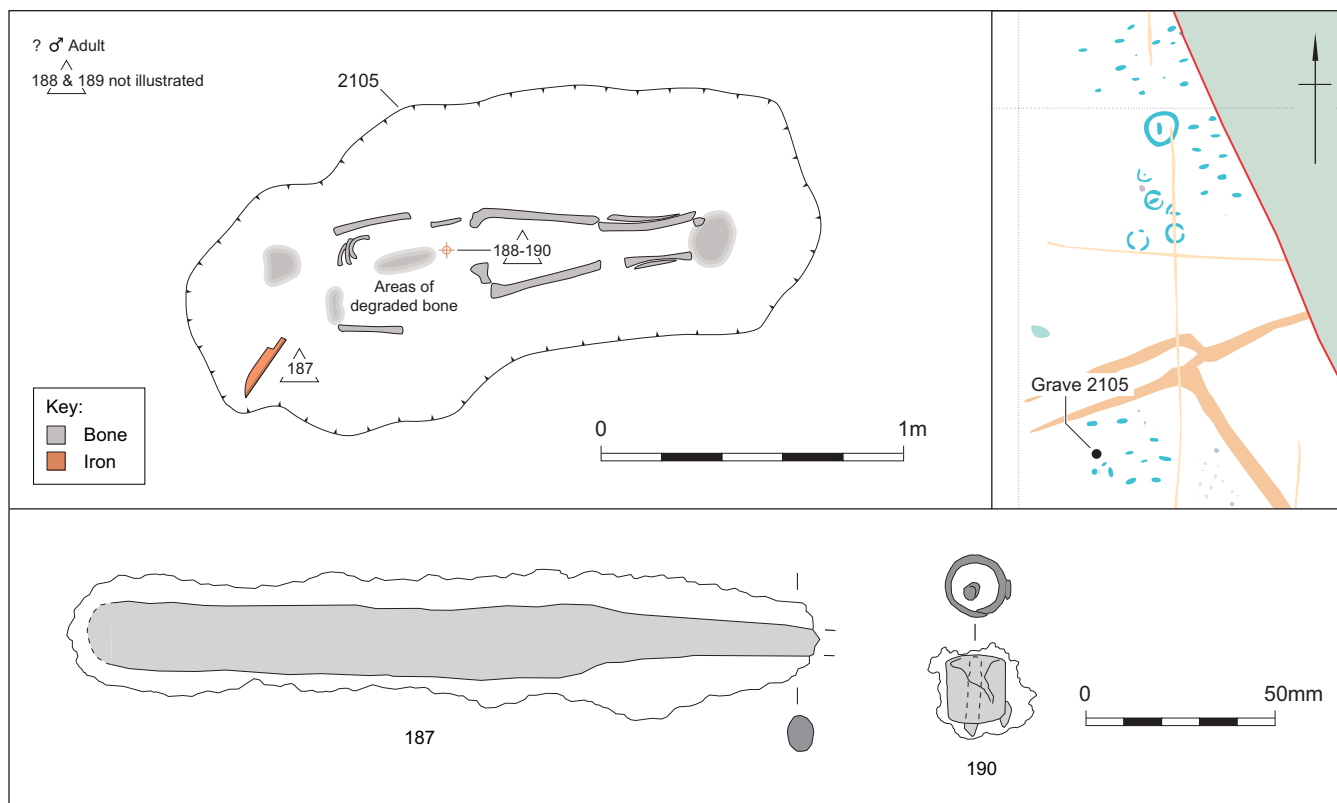 ? ♂ Adult
188 & 189 not illustrated
2105
188-190
Areas of
degraded bone
187
Key:
Bone
Iron
0 1m
Grave 2105
187
190
0 50mm